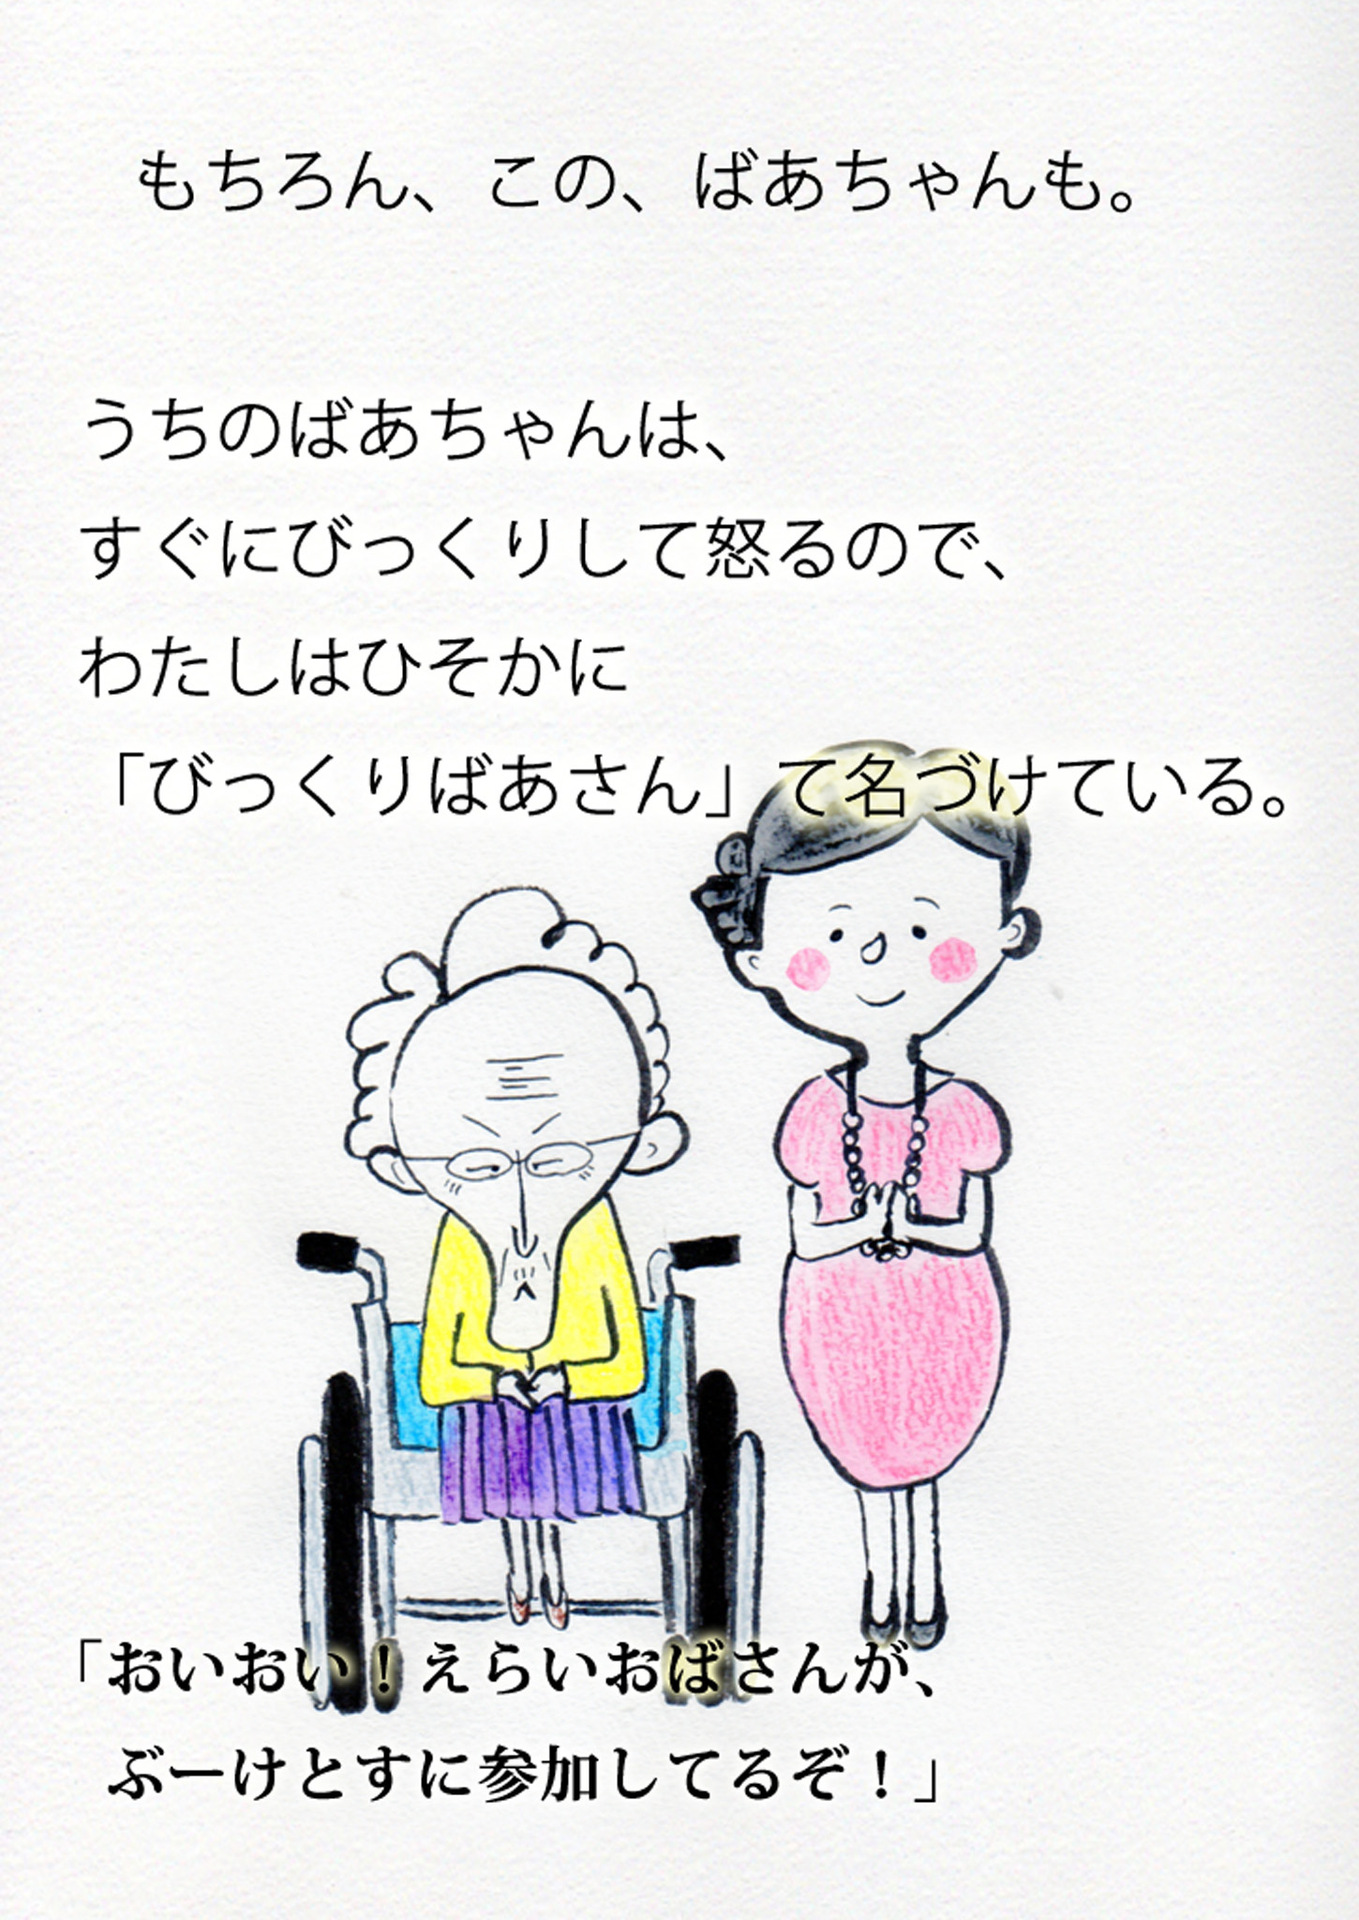 もちろん、この、ばあちゃんも。
うちのばあちゃんは、
すぐにびっくりして怒るので、
わたしはひそかに
「びっくりばあさん」て名づけている。
「おいおい！えらいおばさんが、
ぶーけとすに参加してるぞ！」